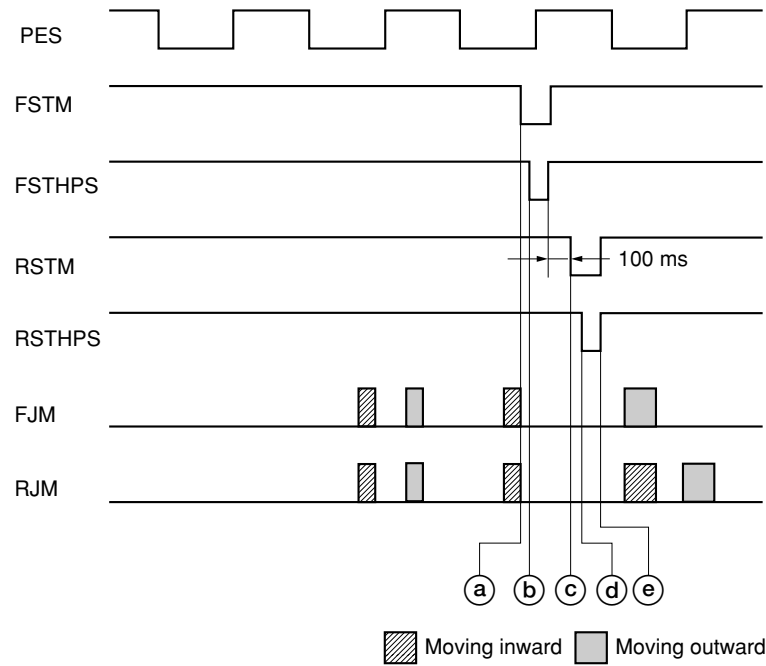 PES
FSTM
FSTHPS
RSTM
100 ms
RSTHPS
FJM
RJM
a b c d e
Moving inward Moving outward